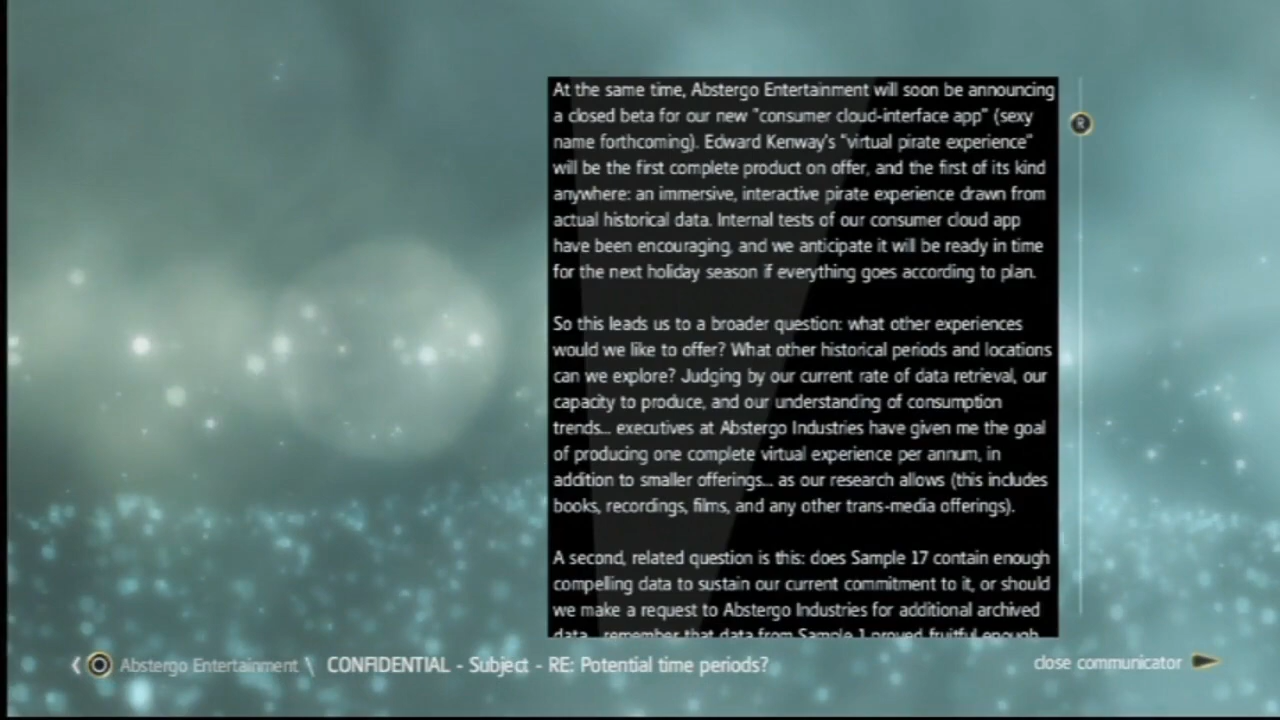 At the same time, Abstergo Entertainment will soon be announcing
a closed beta for our new "consumer cloud-interface app" (sexy
name forthcoming). Edward Kenway's "virtual pirate experience"
will be the first complete product on offer, and the first of its kind
anywhere: an immersive, interactive pirate experience drawn from
actual historical data. Internal tests of our consumer cloud app
have been encouraging, and we anticipate it will be ready in time
for the next holiday season if everything goes according to plan.
So this leads us to a broader question: what other experiences
would we like to offer? What other historical periods and locations
can we explore? Judging by our current rate of data retrieval, our
capacity to produce, and our understanding of consumption
trends... executives at Abstergo Industries have given me the goal
of producing one complete virtual experience per annum, in
addition to smaller offerings... as our research allows (this includes
books, recordings, films, and any other trans-media offerings).
A second, related question is this: does Sample 17 contain enough
compelling data to sustain our current commitment to it, or should
we make a request to Abstergo Industries for additional archived
data... remember that data from Sample 1 proved fruitful enough
R
Abstergo Entertainment \ CONFIDENTIAL - Subject - RE: Potential time periods?
close communicator